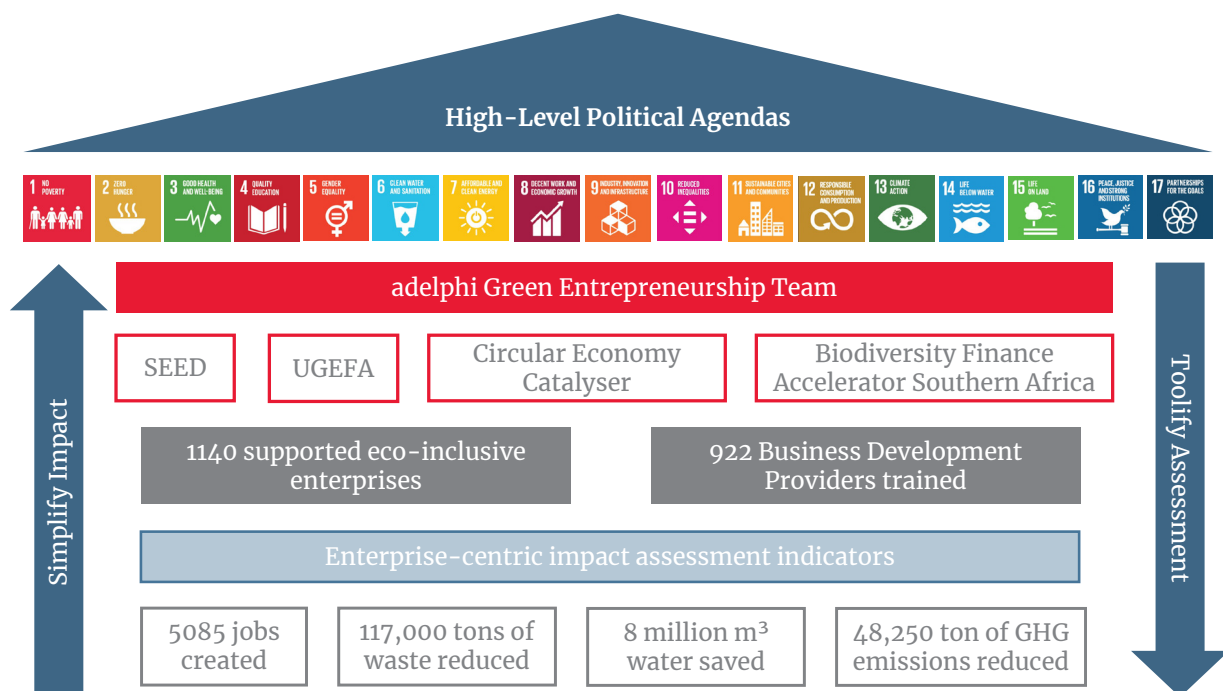 High-Level Political Agendas
1 NO
POVERTY
2 ZERO
HUNGER
3 GOOD HEALTH
AND WELL-BEING
4 QUALITY
EDUCATION
5 GENDER
EQUALITY
6 CLEAN WATER
AND SANITATION
7 AFFORDABLE AND
CLEAN ENERGY
8 DECENT WORK AND
ECONOMIC GROWTH
9 INDUSTRY, INNOVATION
AND INFRASTRUCTURE
10 REDUCED
INEQUALITIES
11 SUSTAINABLE CITIES
AND COMMUNITIES
12 RESPONSIBLE
CONSUMPTION
AND PRODUCTION
13 CLIMATE
ACTION
14 LIFE
BELOW WATER
15 LIFE
ON LAND
16 PEACE, JUSTICE
AND STRONG
INSTITUTIONS
17 PARTNERSHIPS
FOR THE GOALS
Simplify Impact
adelphi Green Entrepreneurship Team
SEED
UGEFA
Circular Economy
Catalyser
Biodiversity Finance
Accelerator Southern Africa
1140 supported eco-inclusive
enterprises
922 Business Development
Providers trained
Enterprise-centric impact assessment indicators
5085 jobs
created
117,000 tons of
waste reduced
8 million m³
water saved
48,250 ton of GHG
emissions reduced
Toolify Assessment